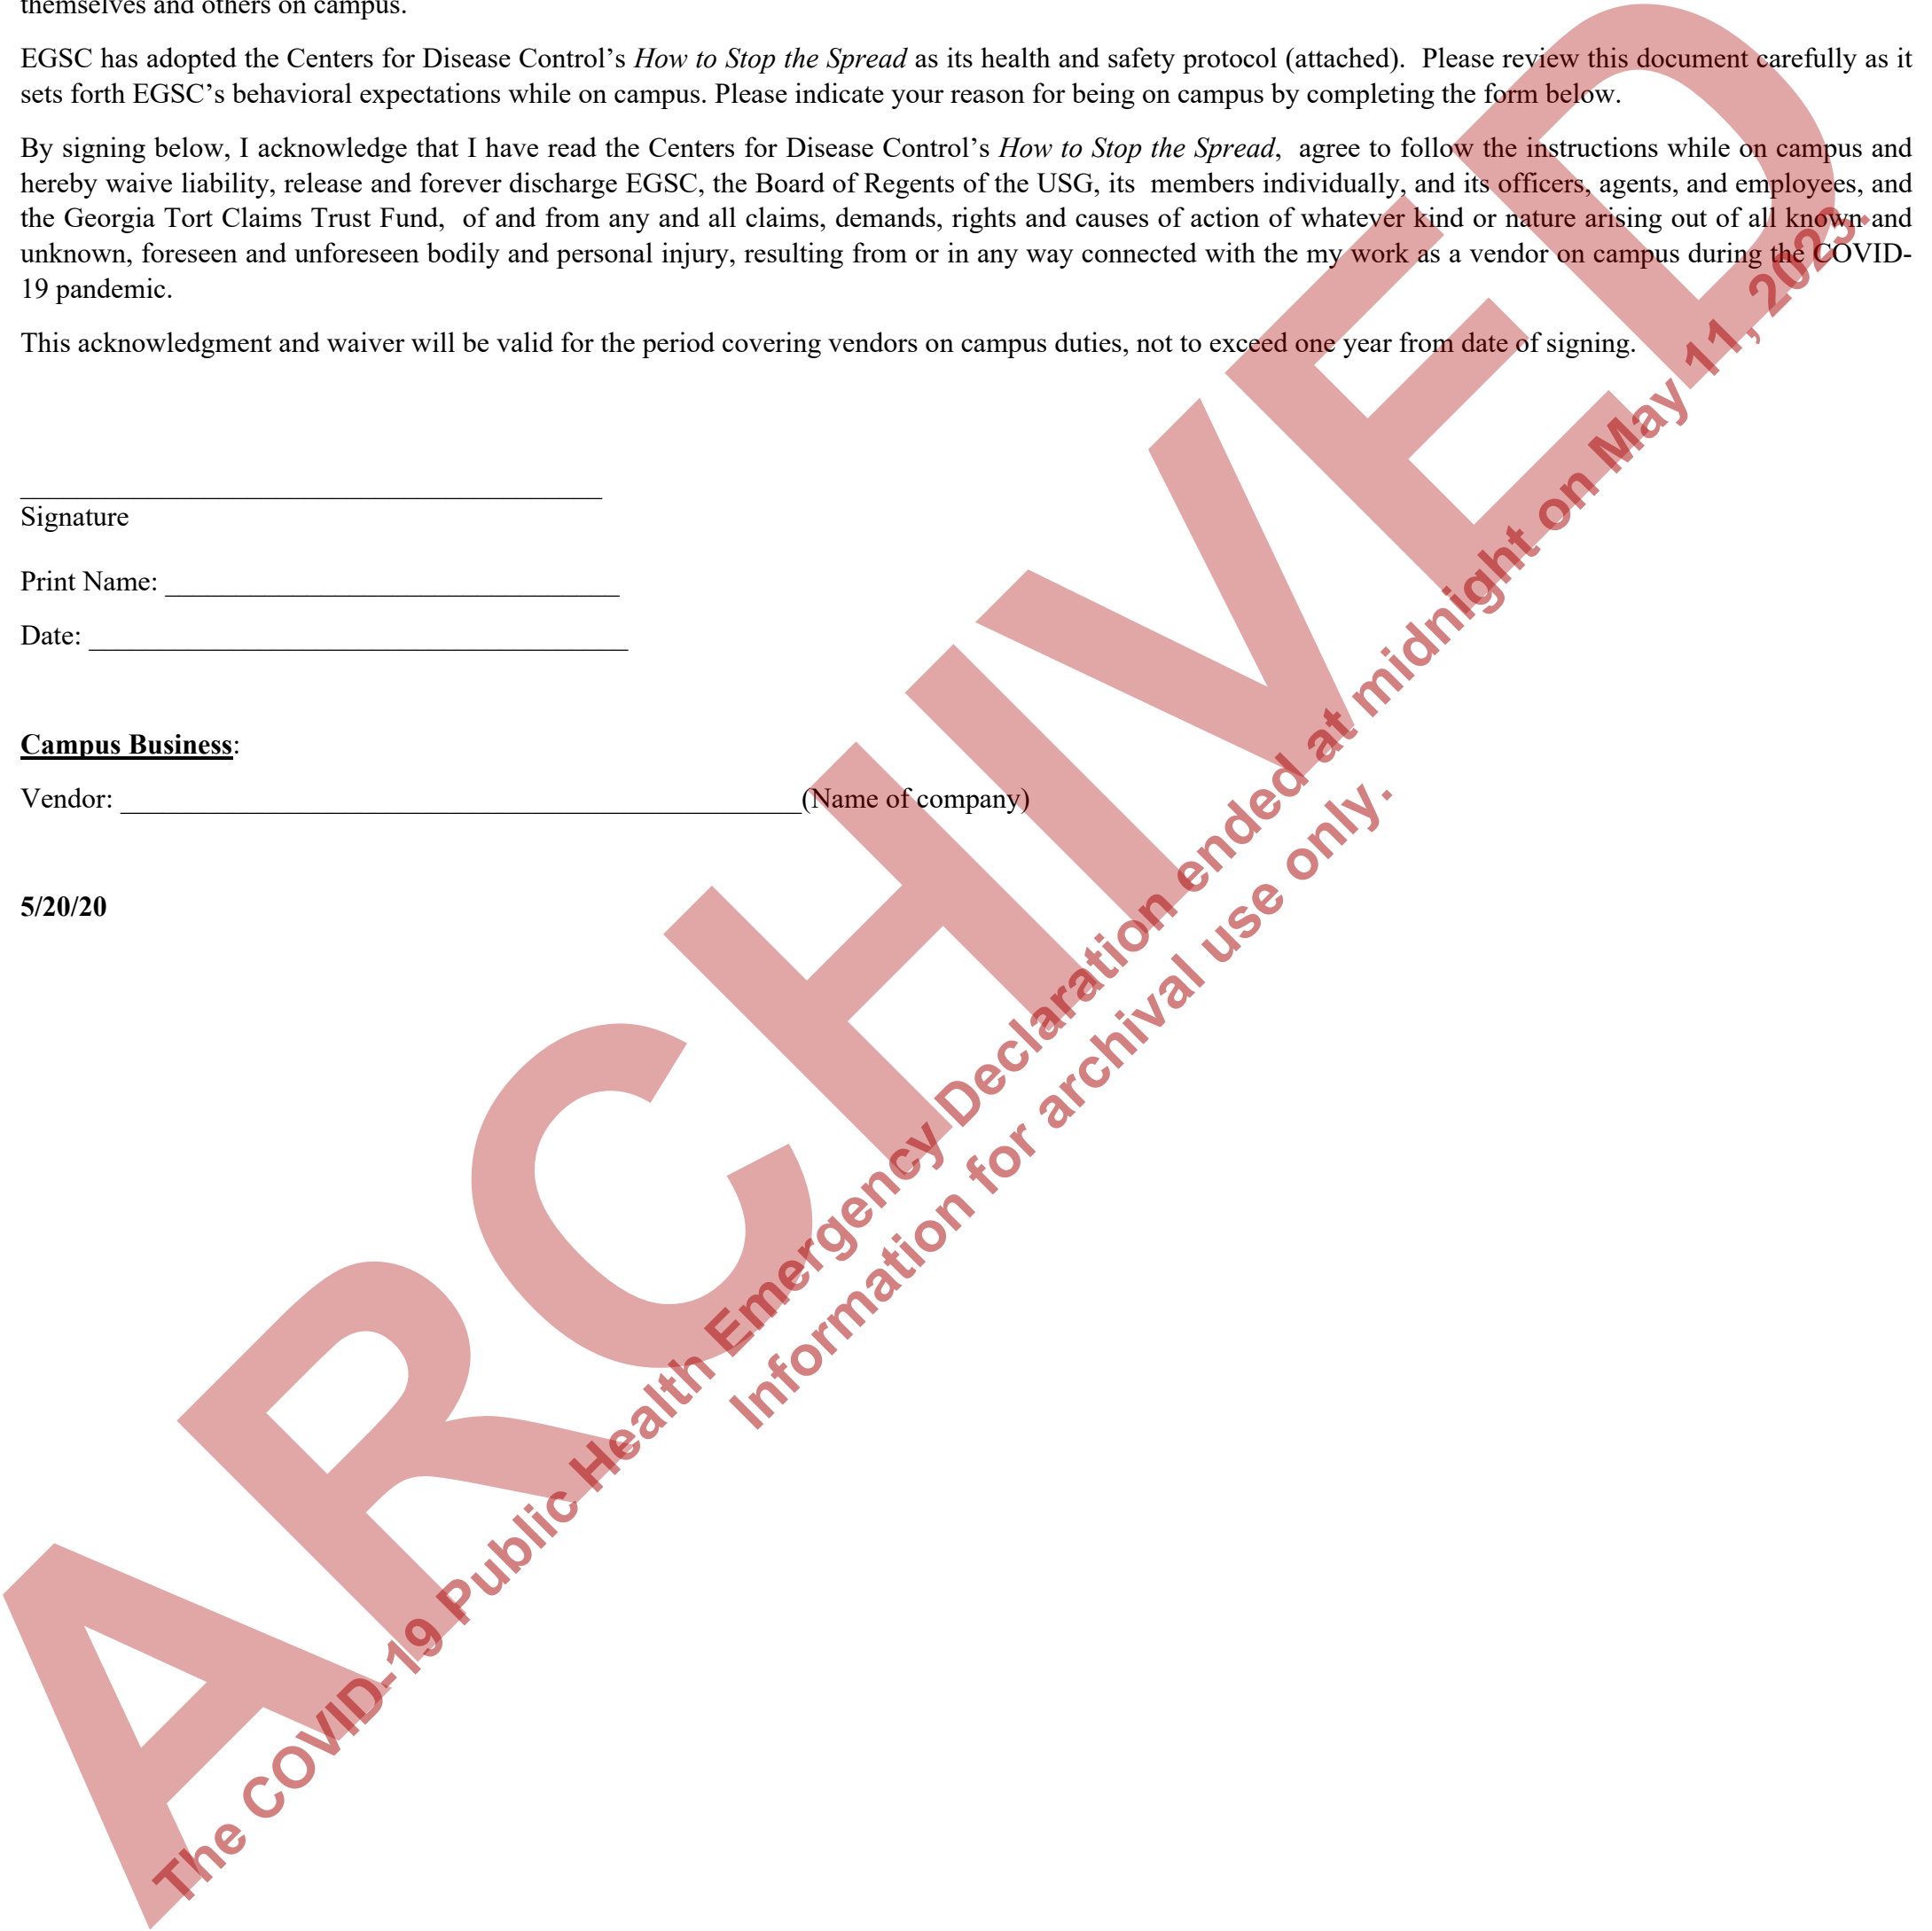 themselves and others on campus.
EGSC has adopted the Centers for Disease Control’s How to Stop the Spread as its health and safety protocol (attached).  Please review this document carefully as it
sets forth EGSC’s behavioral expectations while on campus. Please indicate your reason for being on campus by completing the form below.
By signing below, I acknowledge that I have read the Centers for Disease Control’s How to Stop the Spread,  agree to follow the instructions while on campus and
hereby waive liability, release and forever discharge EGSC, the Board of Regents of the USG, its  members individually, and its officers, agents, and employees, and
the Georgia Tort Claims Trust Fund,  of and from any and all claims, demands, rights and causes of action of whatever kind or nature arising out of all known and
unknown, foreseen and unforeseen bodily and personal injury, resulting from or in any way connected with the my work as a vendor on campus during the COVID-
19 pandemic.
This acknowledgment and waiver will be valid for the period covering vendors on campus duties, not to exceed one year from date of signing.
Signature
Print Name: ________________________________
Date: ______________________________________
Campus Business:
Vendor: ________________________________________________(Name of company)
5/20/20
ARCHIVED
The COVID-19 Public Health Emergency Declaration ended at midnight on May 11, 2023.
Information for archival use only.